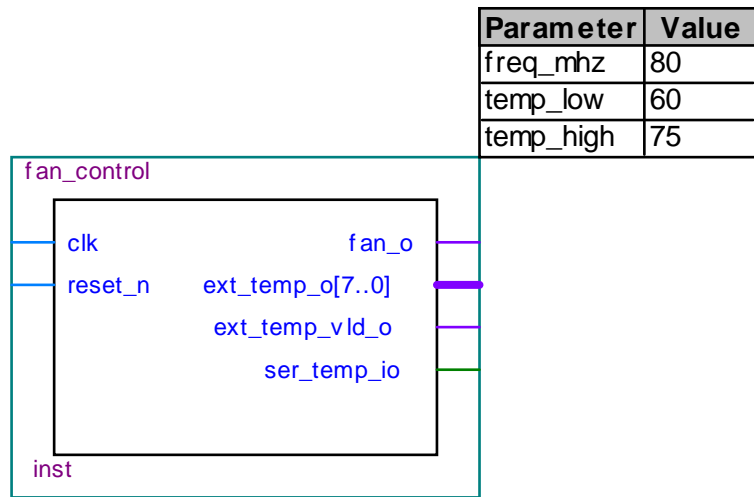 Parameter Value
freq_mhz 80
temp_low 60
temp_high 75
fan_control
clk fan_o
reset_n ext_temp_o[7..0]
ext_temp_vld_o
ser_temp_io
inst